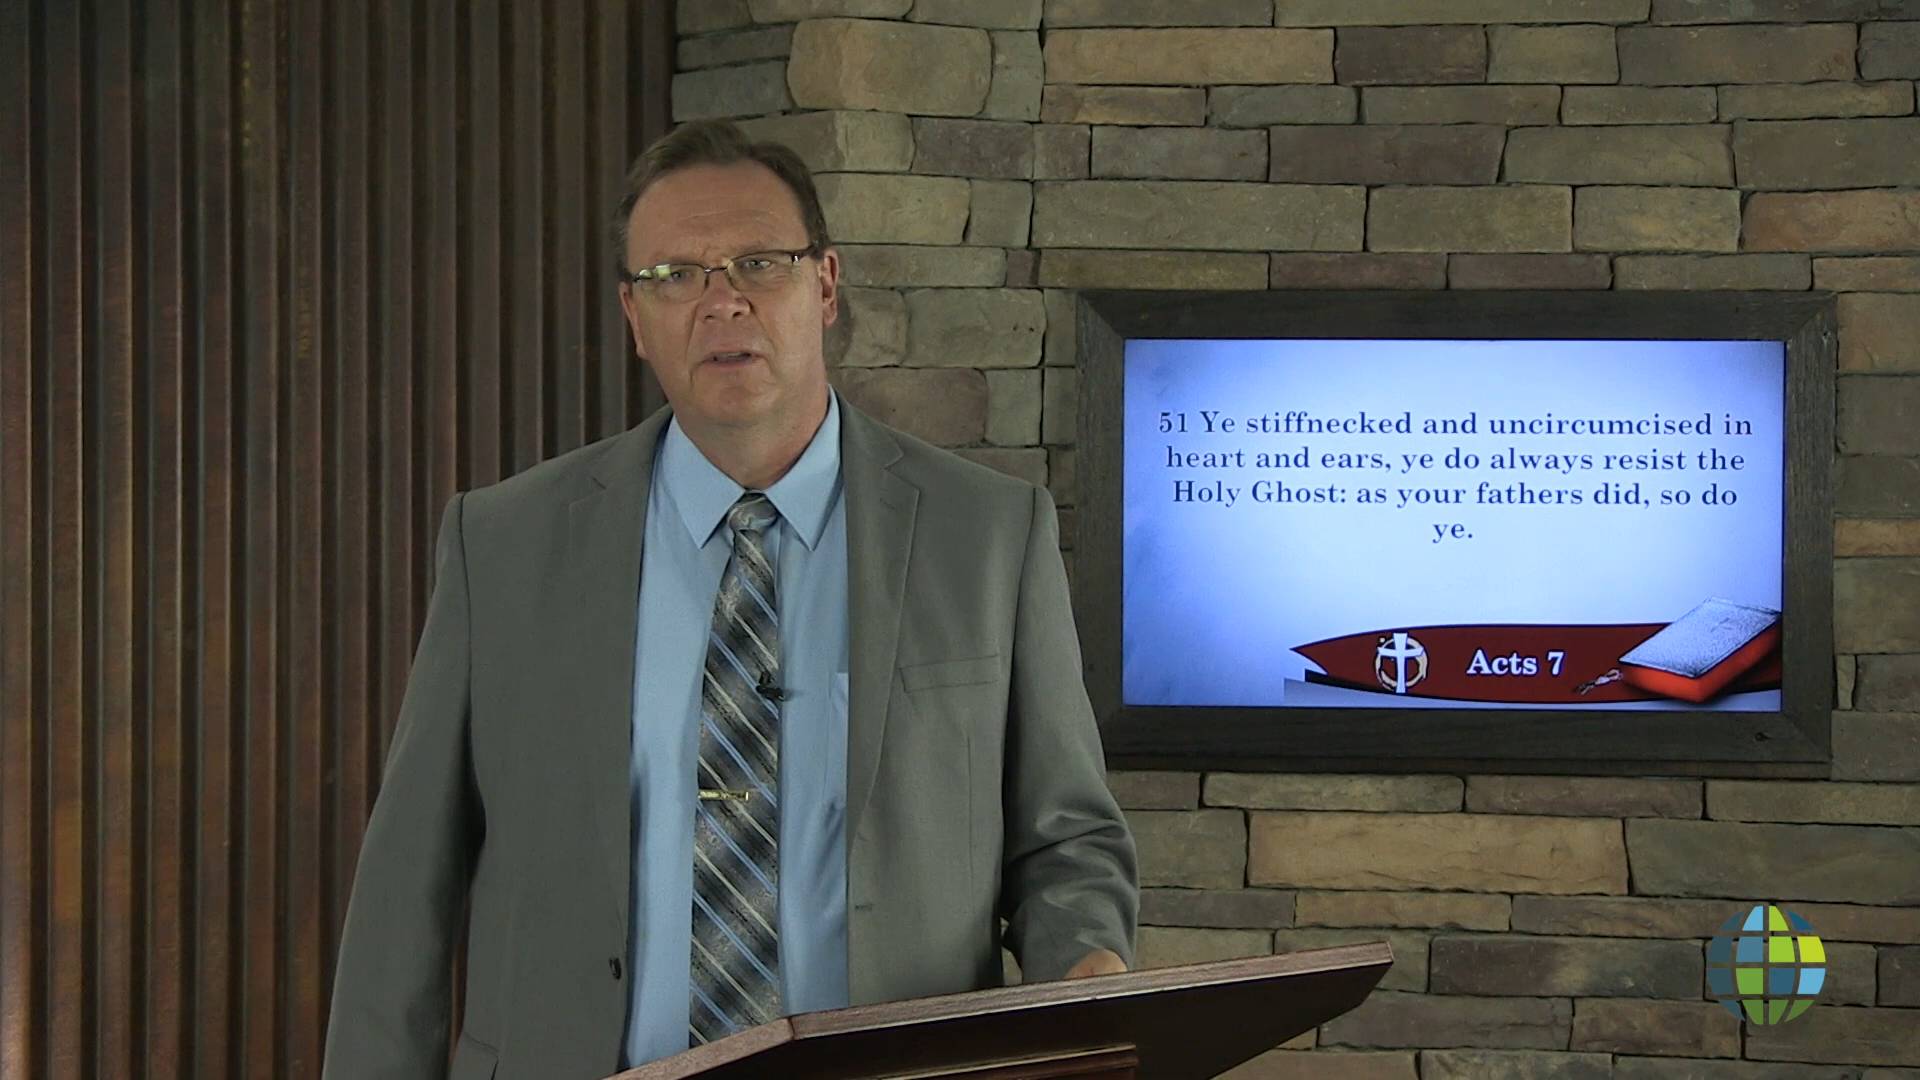 51 Ye stiffnecked and uncircumcised in
heart and ears, ye do always resist the
Holy Ghost: as your fathers did, so do
ye.
Acts 7